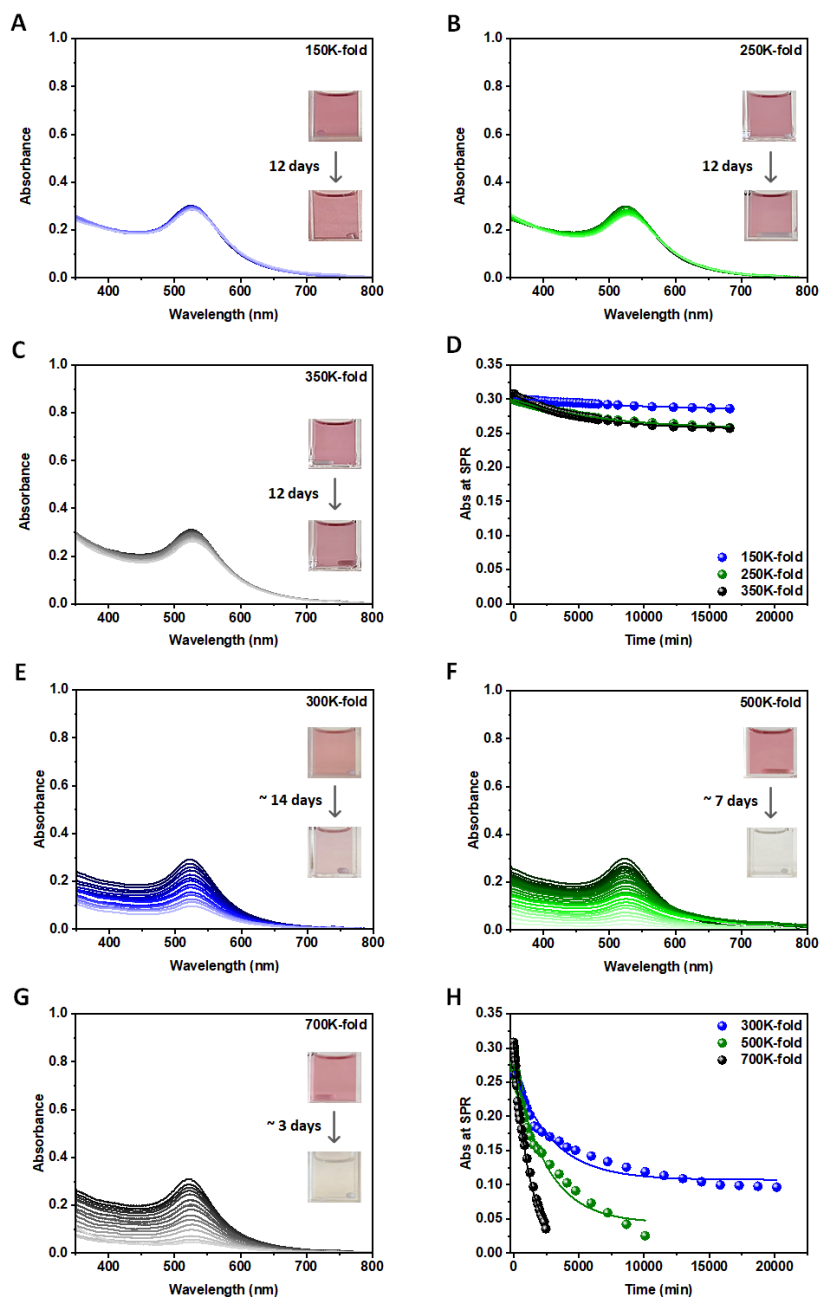 A
150K-fold
1.0
0.8
0.6
0.4
0.2
0.0
Absorbance
12 days
400 500 600 700 800
Wavelength (nm)
B
250K-fold
1.0
0.8
0.6
0.4
0.2
0.0
Absorbance
12 days
400 500 600 700 800
Wavelength (nm)
C
350K-fold
1.0
0.8
0.6
0.4
0.2
0.0
Absorbance
12 days
400 500 600 700 800
Wavelength (nm)
D
0.35
0.30
0.25
0.20
0.15
0.10
0.05
0.00
Abs at SPR
150K-fold
250K-fold
350K-fold
0 5000 10000 15000 20000
Time (min)
E
300K-fold
1.0
0.8
0.6
0.4
0.2
0.0
Absorbance
~ 14 days
400 500 600 700 800
Wavelength (nm)
F
500K-fold
1.0
0.8
0.6
0.4
0.2
0.0
Absorbance
~ 7 days
400 500 600 700 800
Wavelength (nm)
G
700K-fold
1.0
0.8
0.6
0.4
0.2
0.0
Absorbance
~ 3 days
400 500 600 700 800
Wavelength (nm)
H
0.35
0.30
0.25
0.20
0.15
0.10
0.05
0.00
Abs at SPR
300K-fold
500K-fold
700K-fold
0 5000 10000 15000 20000
Time (min)